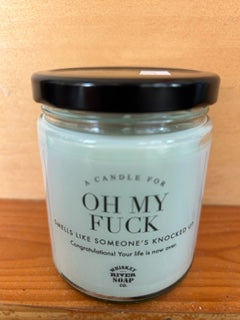 A CANDLE FOR
OH MY
FUCK
SMELLS LIKE SOMEONE'S KNOCKED UP
Congratulations! Your life is now over.
WHISKEY
RIVER
SOAP
CO.